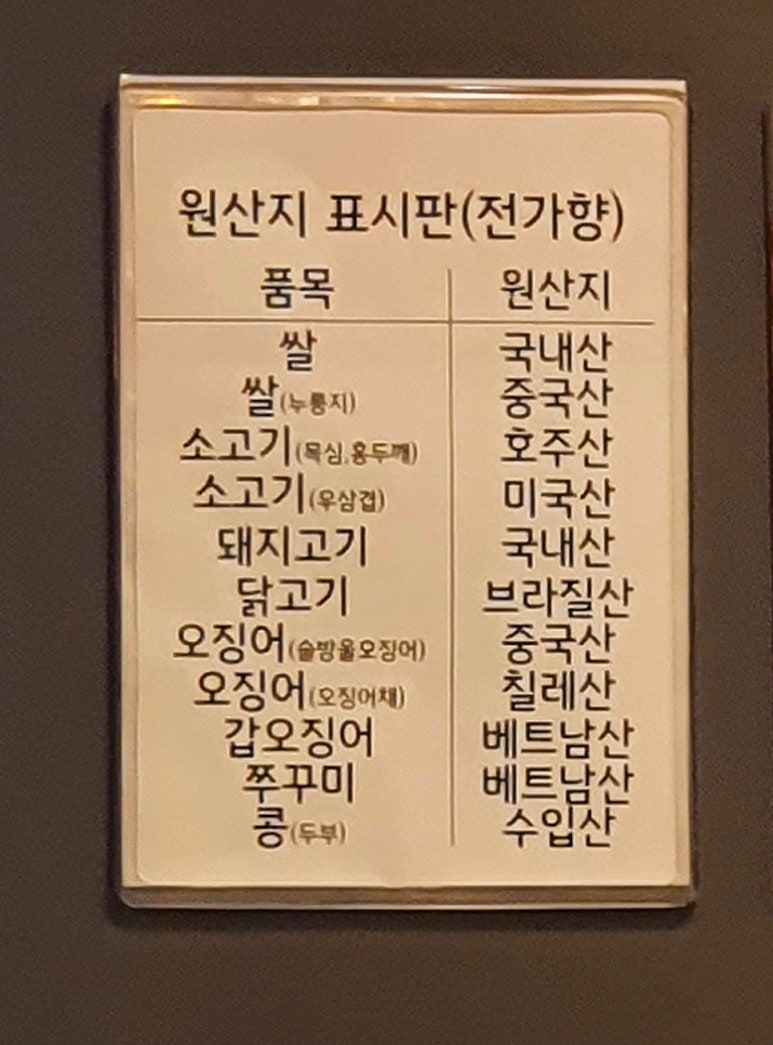 원산지 표시판(전가향)
품목 원산지
쌀 국내산
쌀(누룽지) 중국산
소고기(목심,홍두깨) 호주산
소고기(우삼겹) 미국산
돼지고기 국내산
닭고기 브라질산
오징어(솔방울오징어) 중국산
오징어(오징어채) 칠레산
갑오징어 베트남산
쭈꾸미 베트남산
콩(두부) 수입산